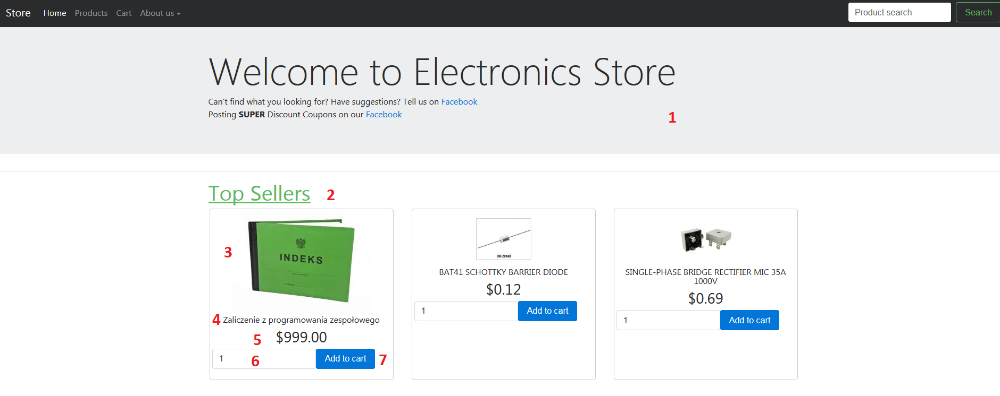 Store Home Products Cart About us Product search Search
Welcome to Electronics Store
Can't find what you looking for? Have suggestions? Tell us on Facebook
Posting SUPER Discount Coupons on our Facebook
1
Top Sellers 2
3
INDEKS
4 Zaliczenie z programowania zespołowego
5 $999.00
1 6 Add to cart 7
DO-201AD
BAT41 SCHOTTKY BARRIER DIODE
$0.12
1 Add to cart
SINGLE-PHASE BRIDGE RECTIFIER MIC 35A
1000V
$0.69
1 Add to cart